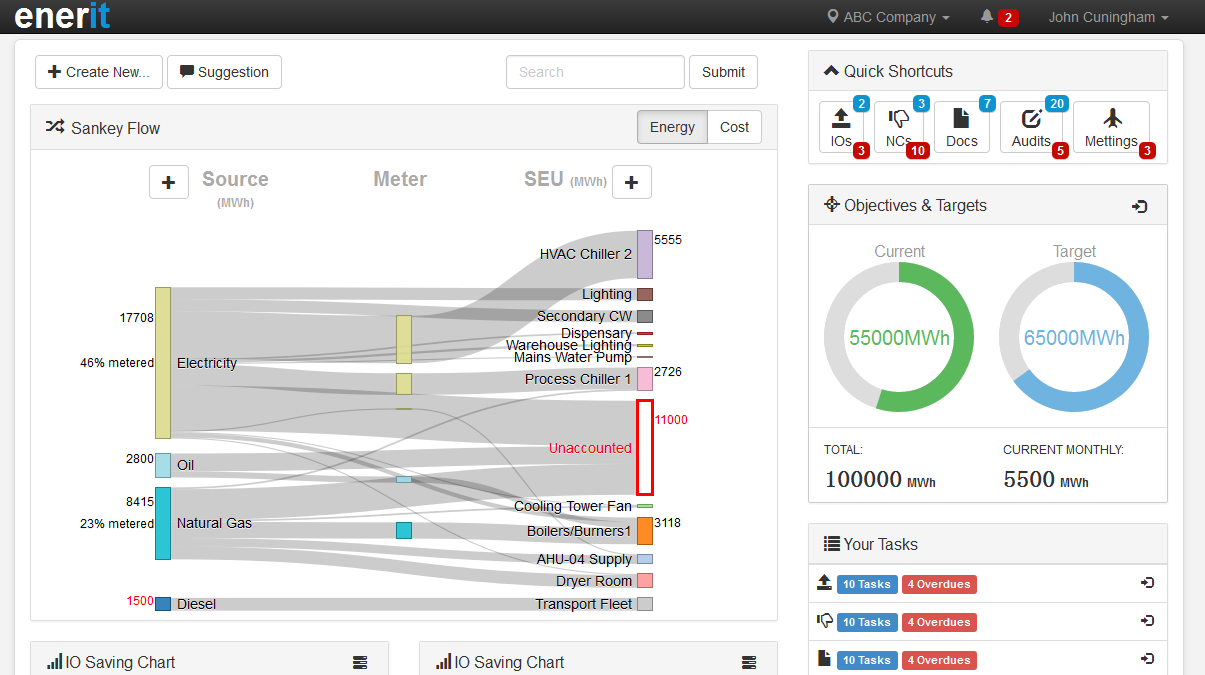 enerit
ABC Company
2
John Cuningham
Create New...
Suggestion
Search
Submit
Sankey Flow
Energy
Cost
Source
(MWh)
Meter
SEU (MWh)
17708
46% metered
Electricity
2800
Oil
8415
23% metered
Natural Gas
1500
Diesel
HVAC Chiller 2
5555
Lighting
Secondary CW
Dispensary
Warehouse Lighting
Mains Water Pump
Process Chiller 1
2726
Unaccounted
11000
Cooling Tower Fan
Boilers/Burners1
3118
AHU-04 Supply
Dryer Room
Transport Fleet
IO Saving Chart
IO Saving Chart
Quick Shortcuts
2
IOs
3
3
NCs
10
7
Docs
20
Audits
5
Mettings
3
Objectives & Targets
Current
Target
55000MWh
65000MWh
TOTAL:
100000 MWh
CURRENT MONTHLY:
5500 MWh
Your Tasks
10 Tasks 4 Overdues
10 Tasks 4 Overdues
10 Tasks 4 Overdues